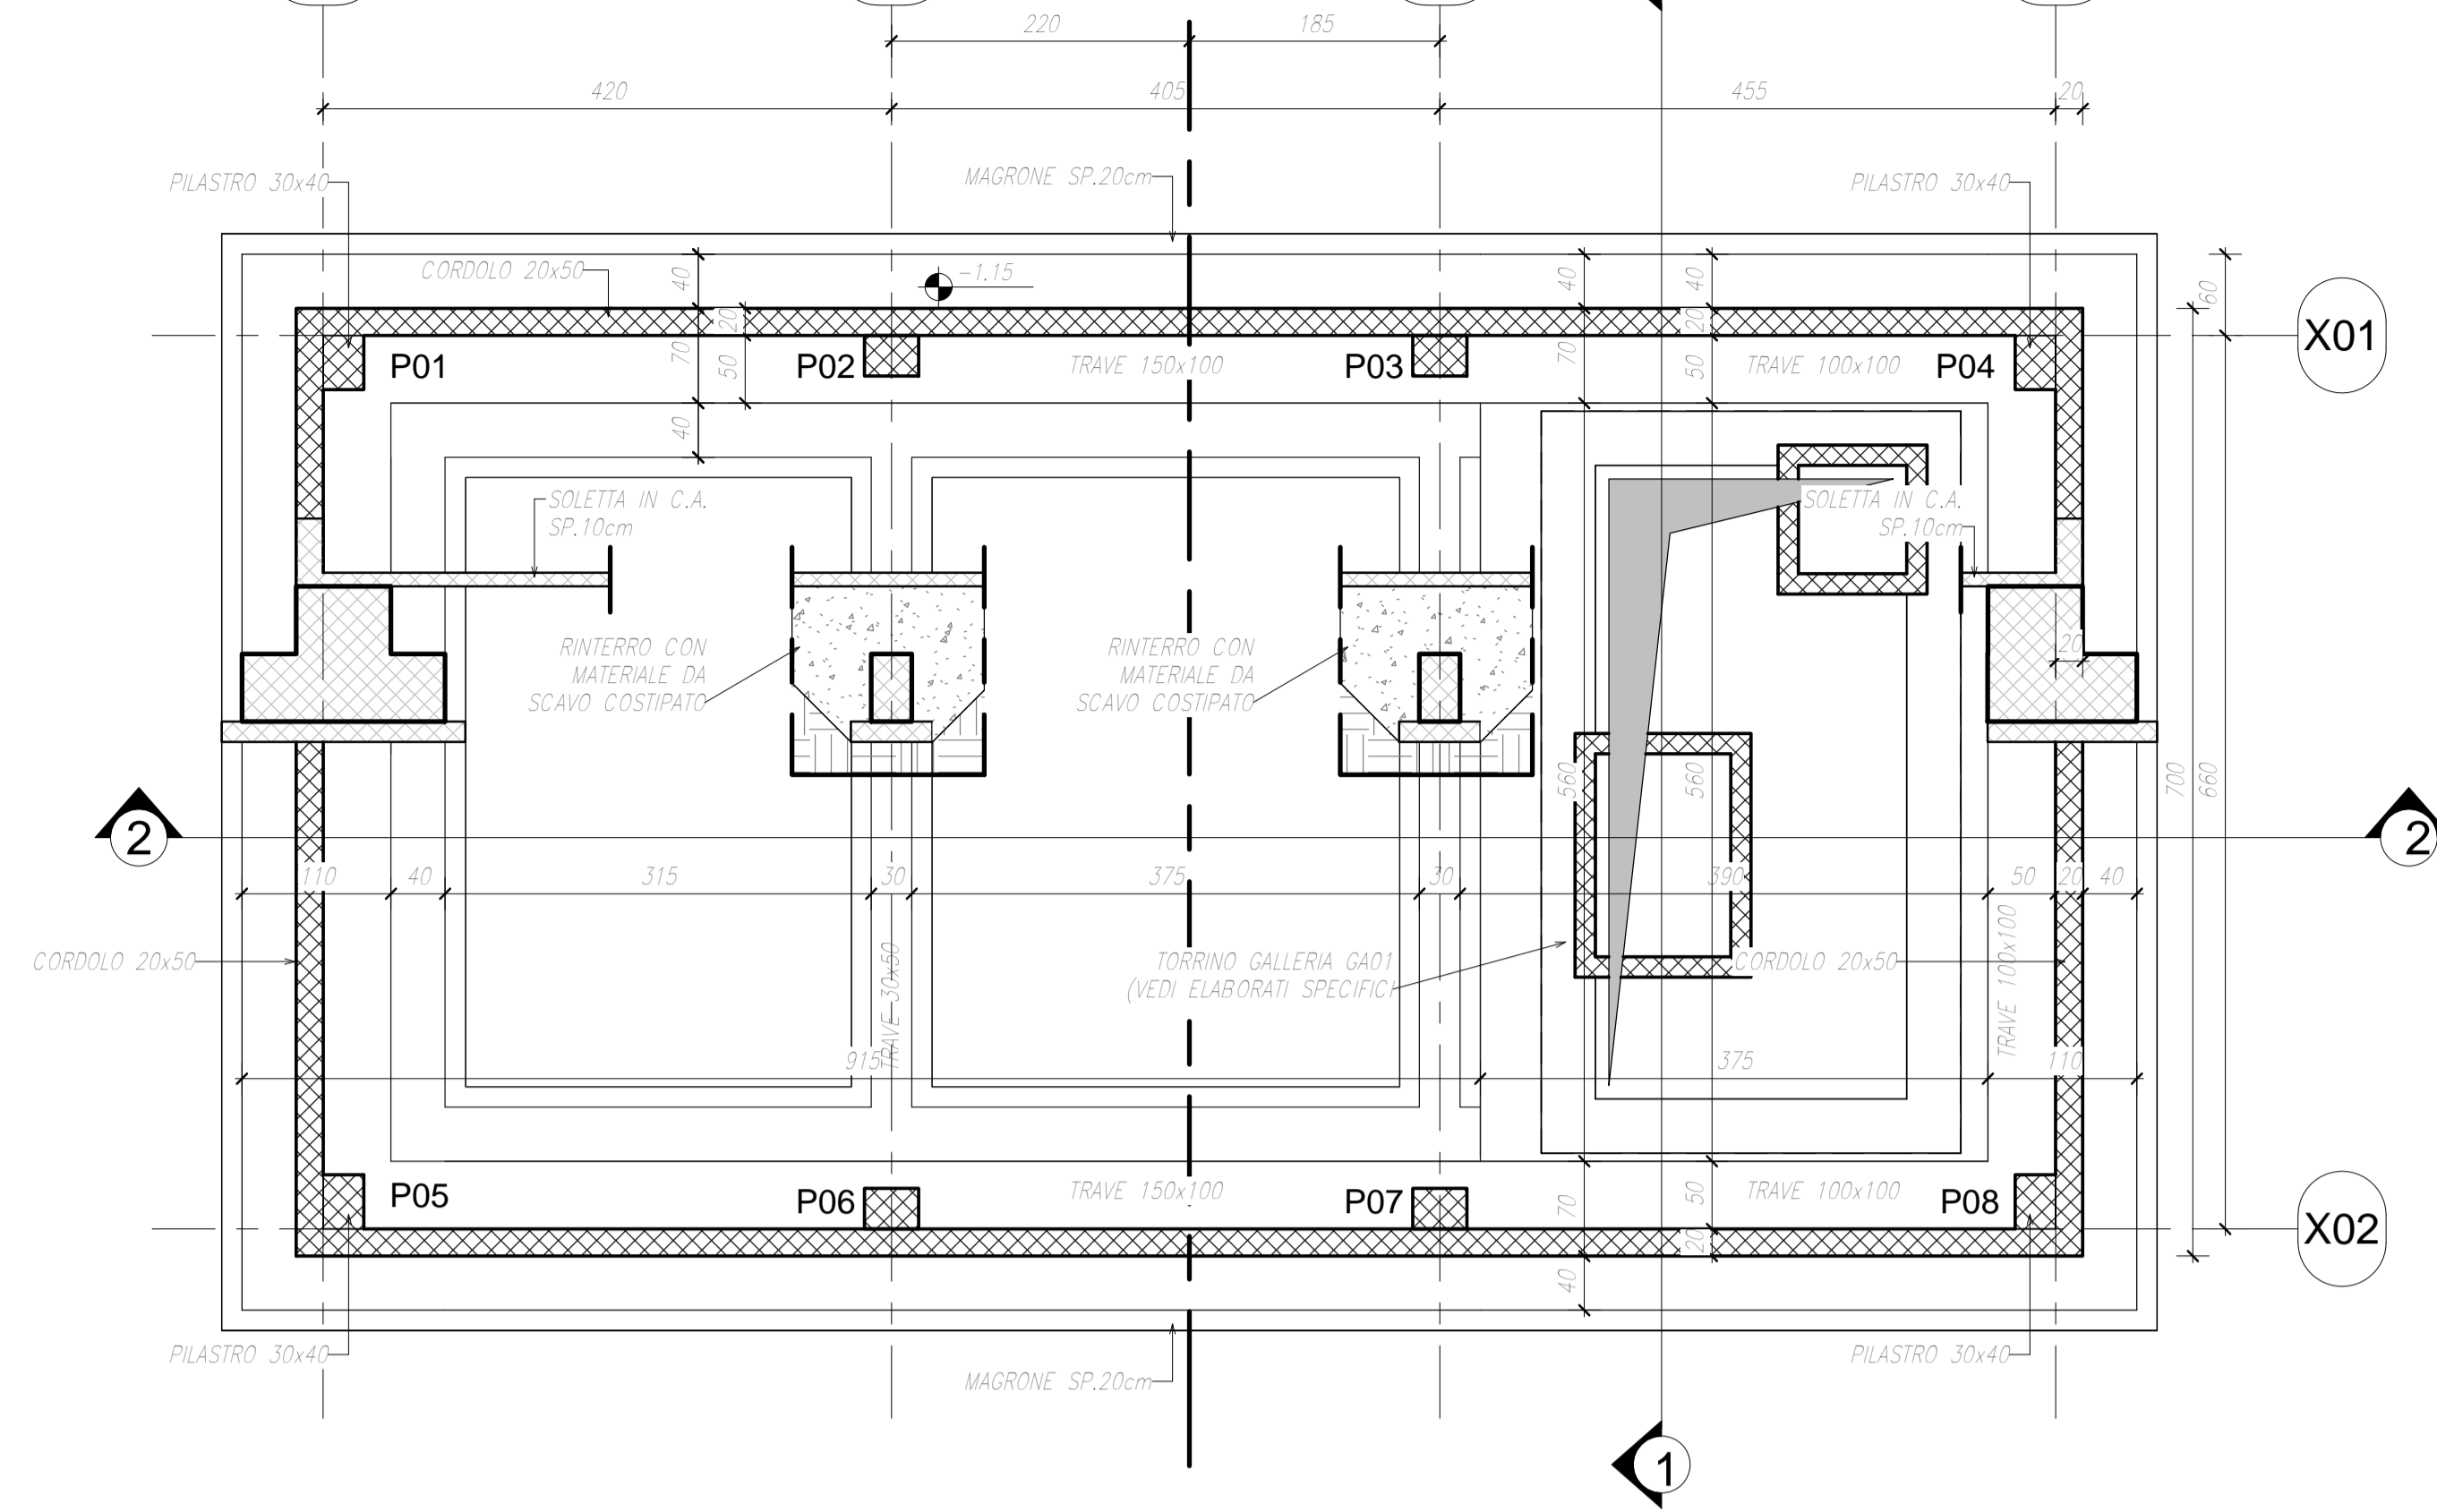 220
185
420
405
455
20
PILASTRO 30x40
MAGRONE SP.20cm
PILASTRO 30x40
CORDOLO 20x50
-1.15
40
40
40
60
20
20
X01
P01
P02
TRAVE 150x100
P03
TRAVE 100x100
P04
70
50
70
50
40
SOLETTA IN C.A.
SP.10cm
SOLETTA IN C.A.
SP.10cm
RINTERRO CON
MATERIALE DA
SCAVO COSTIPATO
RINTERRO CON
MATERIALE DA
SCAVO COSTIPATO
20
560
560
700
660
2
2
110
40
315
30
375
30
390
50
20
40
CORDOLO 20x50
TRAVE 30x50
TORRINO GALLERIA GA01
(VEDI ELABORATI SPECIFICI
CORDOLO 20x50
TRAVE 100x100
915
375
110
P05
P06
TRAVE 150x100
P07
TRAVE 100x100
P08
70
50
20
40
X02
PILASTRO 30x40
MAGRONE SP.20cm
PILASTRO 30x40
1